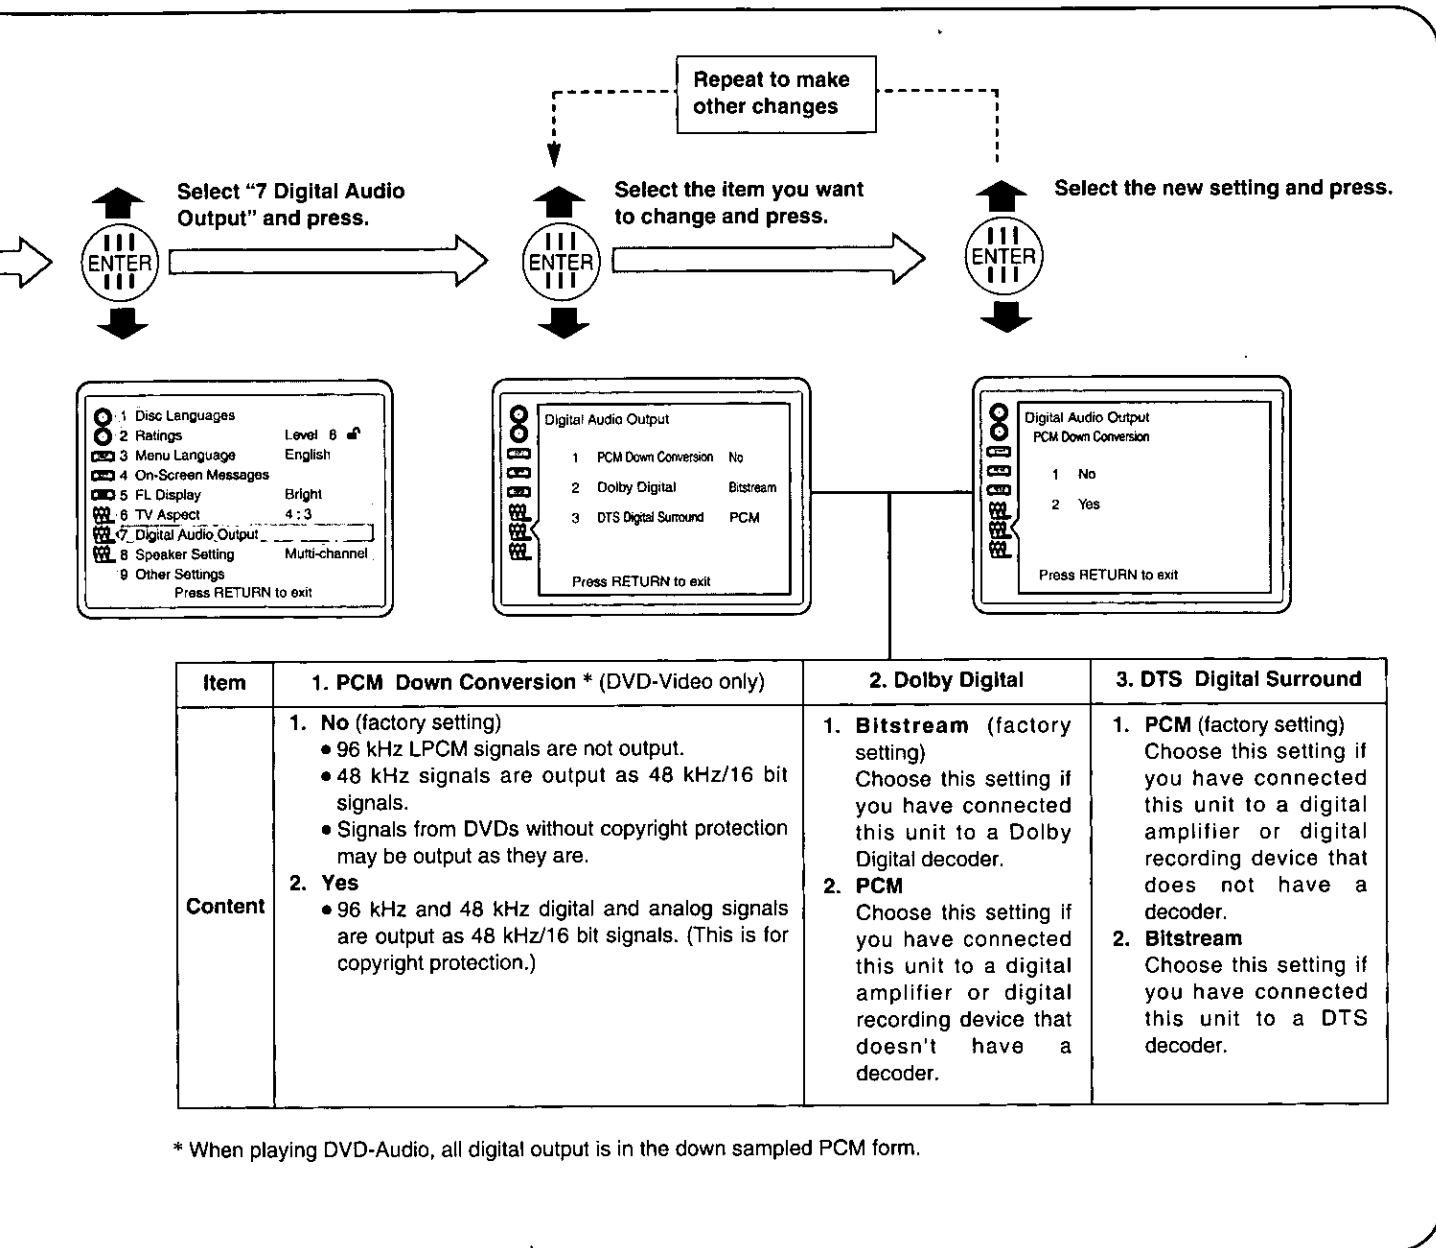 Repeat to make
other changes
Select “7 Digital Audio
Output” and press.
Select the item you want
to change and press.
Select the new setting and press.
ENTER
ENTER
ENTER
1 Disc Languages
2 Ratings Level 8
3 Menu Language English
4 On-Screen Messages
5 FL Display Bright
6 TV Aspect 4 : 3
7 Digital Audio Output
8 Speaker Setting Multi-channel
9 Other Settings
Press RETURN to exit
Digital Audio Output
1 PCM Down Conversion No
2 Dolby Digital Bitstream
3 DTS Digital Surround PCM
Press RETURN to exit
Digital Audio Output
PCM Down Conversion
1 No
2 Yes
Press RETURN to exit
Item
1. PCM Down Conversion * (DVD-Video only)
2. Dolby Digital
3. DTS Digital Surround
Content
1. No (factory setting)
• 96 kHz LPCM signals are not output.
• 48 kHz signals are output as 48 kHz/16 bit
signals.
• Signals from DVDs without copyright protection
may be output as they are.
2. Yes
• 96 kHz and 48 kHz digital and analog signals
are output as 48 kHz/16 bit signals. (This is for
copyright protection.)
1. Bitstream (factory
setting)
Choose this setting if
you have connected
this unit to a Dolby
Digital decoder.
2. PCM
Choose this setting if
you have connected
this unit to a digital
amplifier or digital
recording device that
doesn't have a
decoder.
1. PCM (factory setting)
Choose this setting if
you have connected
this unit to a digital
amplifier or digital
recording device that
does not have a
decoder.
2. Bitstream
Choose this setting if
you have connected
this unit to a DTS
decoder.
* When playing DVD-Audio, all digital output is in the down sampled PCM form.